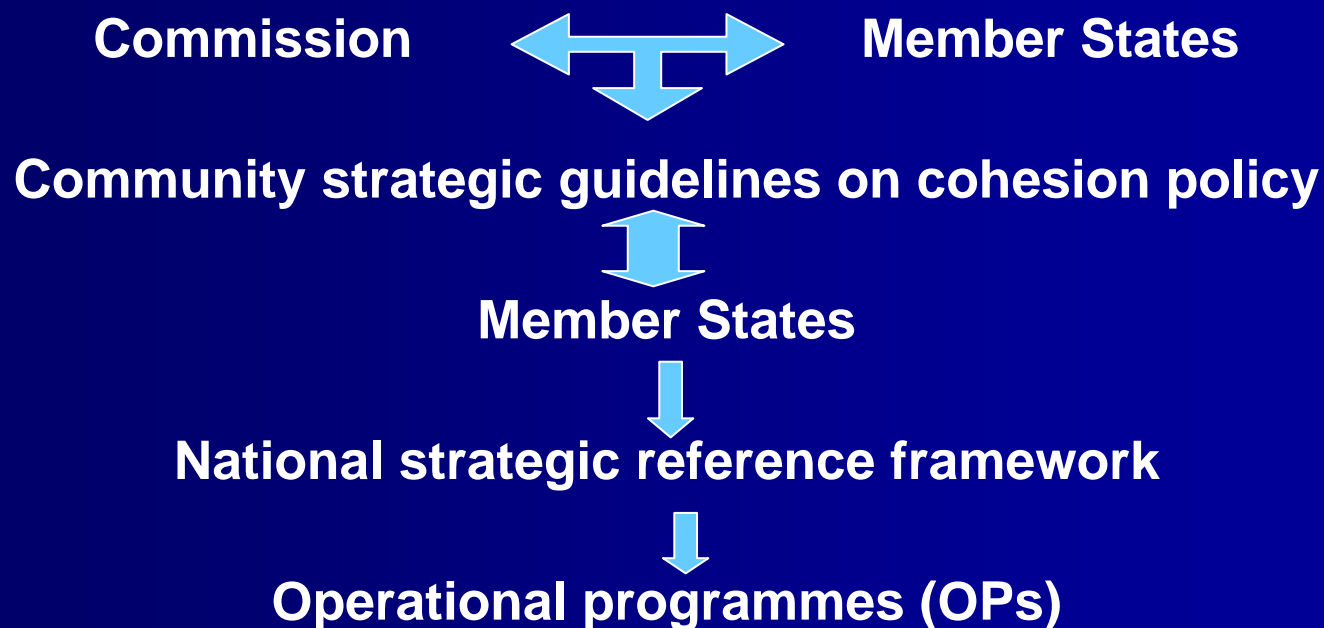 Commission Member States
Community strategic guidelines on cohesion policy
Member States
National strategic reference framework
Operational programmes (OPs)